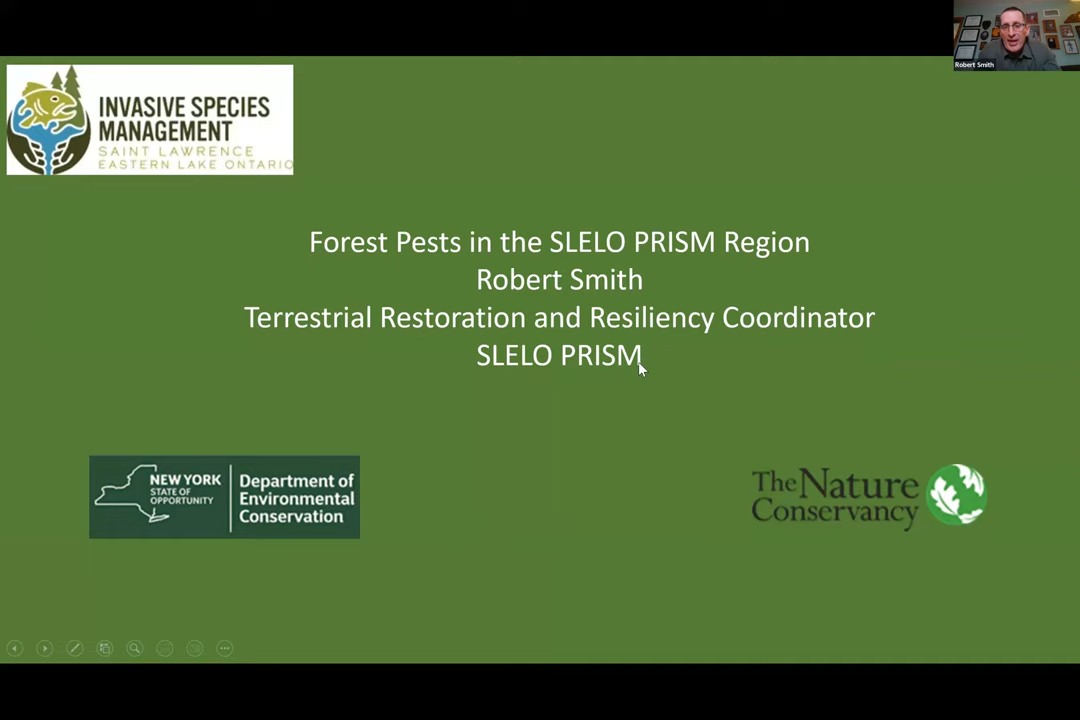 Robert Smith
INVASIVE SPECIES
MANAGEMENT
SAINT LAWRENCE
EASTERN LAKE ONTARIO
Forest Pests in the SLELO PRISM Region
Robert Smith
Terrestrial Restoration and Resiliency Coordinator
SLELO PRISM
NEW YORK
STATE OF
OPPORTUNITY
Department of
Environmental
Conservation
The Nature
Conservancy